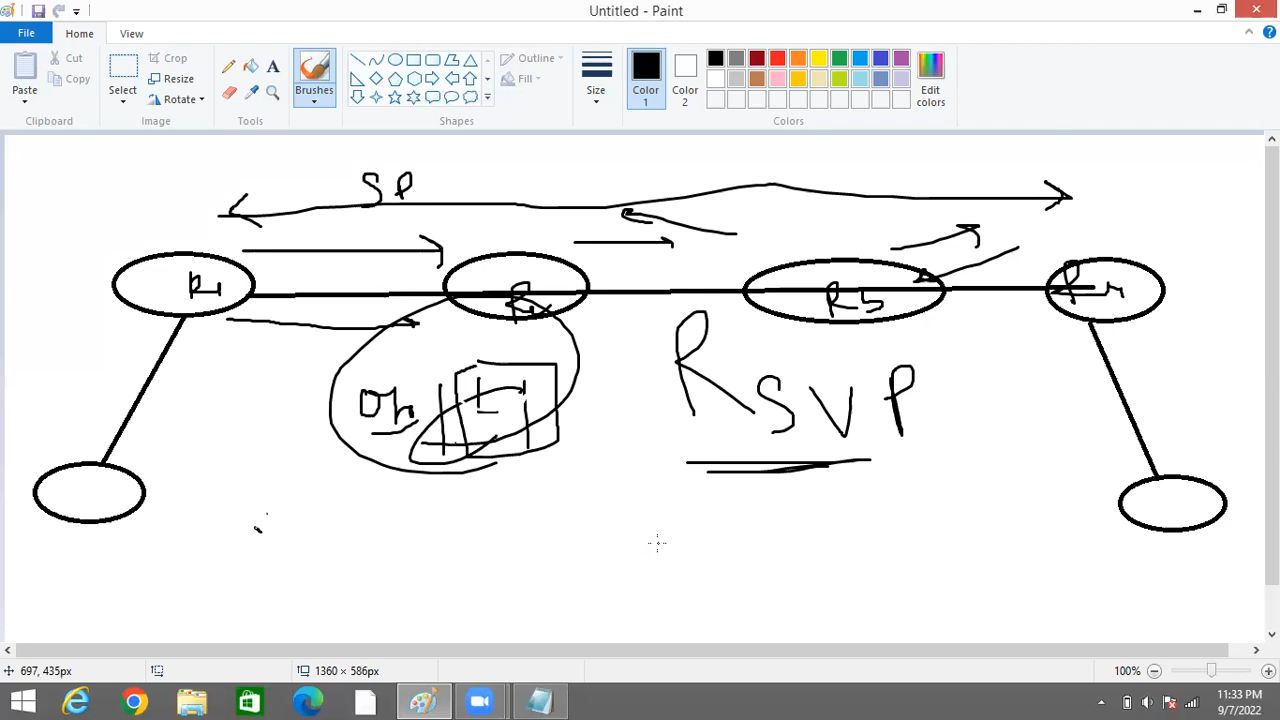 Untitled - Paint
File Home View
Paste
Cut
Copy
Clipboard
Select
Crop
Resize
Rotate
Image
Tools
Brushes
Shapes
Outline
Fill
Size
Color 1
Color 2
Edit colors
Colors
SP
R1
R5
RSVP
697, 435px
1360 × 586px
100%
11:33 PM
9/7/2022